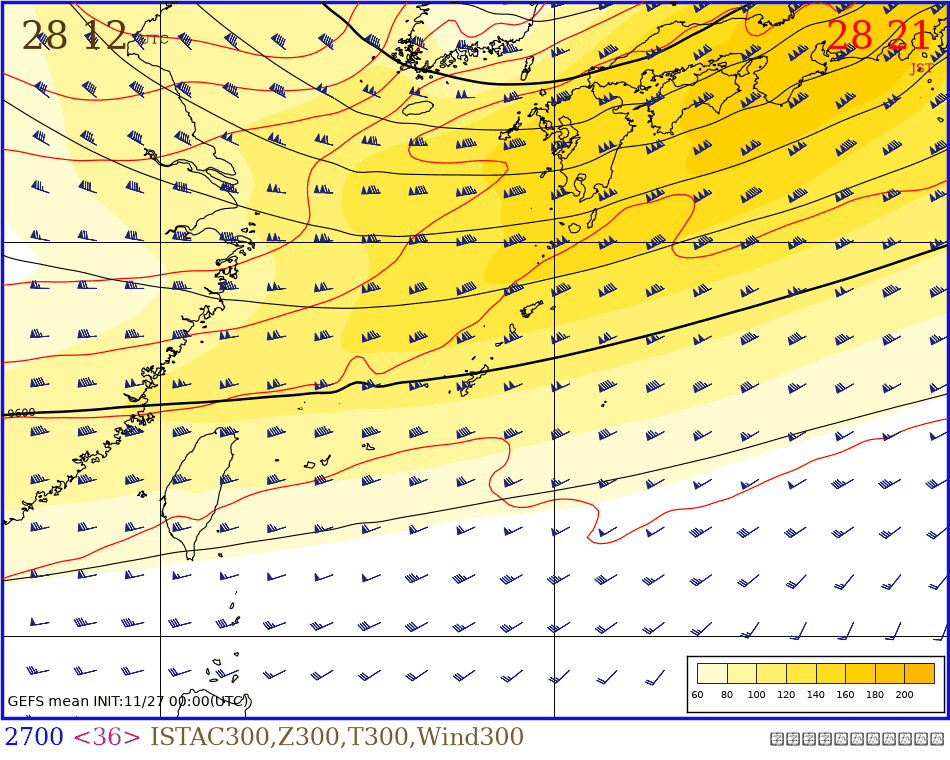 28 12 UTC
28 21
JST
9600
60 80 100 120 140 160 180 200
GEFS mean INIT:11/27 00:00(UTC)
2700 <36> ISTAC300,Z300,T300,Wind300